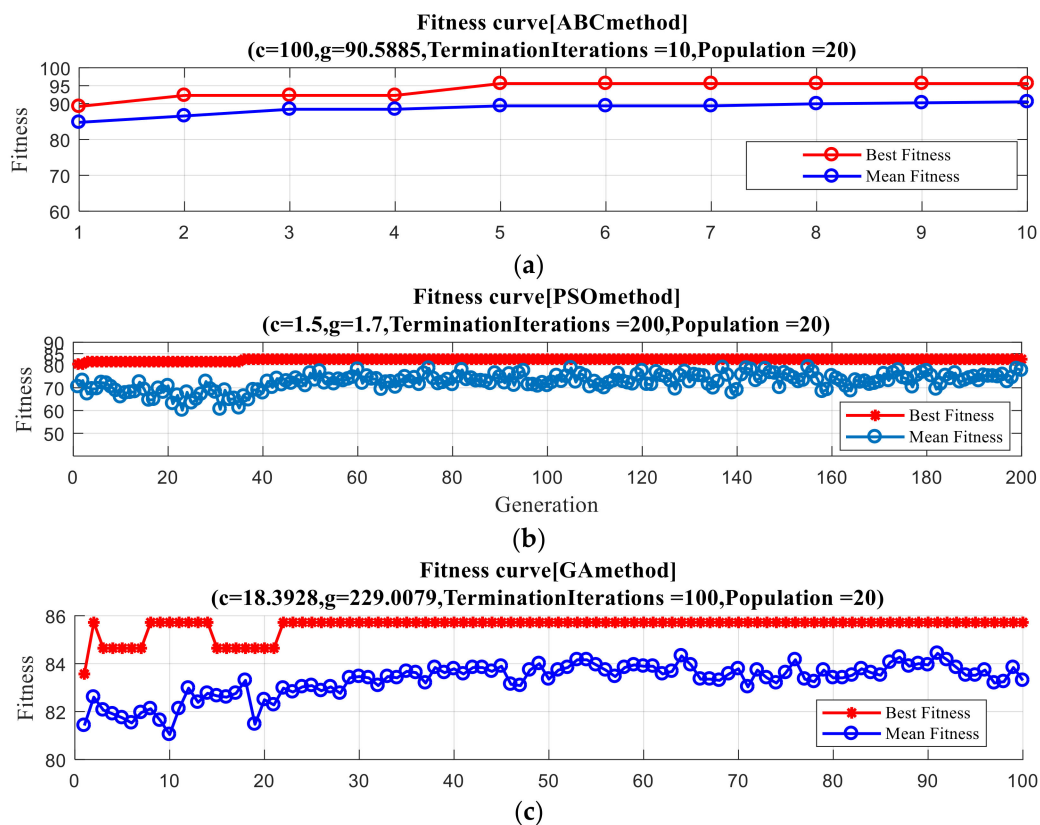 Fitness curve[ABCmethod]
(c=100,g=90.5885,TerminationIterations =10,Population =20)
100
95
90
80
70
60
Fitness
Best Fitness
Mean Fitness
1 2 3 4 5 6 7 8 9 10
(a)
Fitness curve[PSOmethod]
(c=1.5,g=1.7,TerminationIterations =200,Population =20)
90
85
80
70
60
50
Fitness
Best Fitness
Mean Fitness
0 20 40 60 80 100 120 140 160 180 200
Generation
(b)
Fitness curve[GAmethod]
(c=18.3928,g=229.0079,TerminationIterations =100,Population =20)
86
84
82
80
Fitness
Best Fitness
Mean Fitness
0 10 20 30 40 50 60 70 80 90 100
(c)